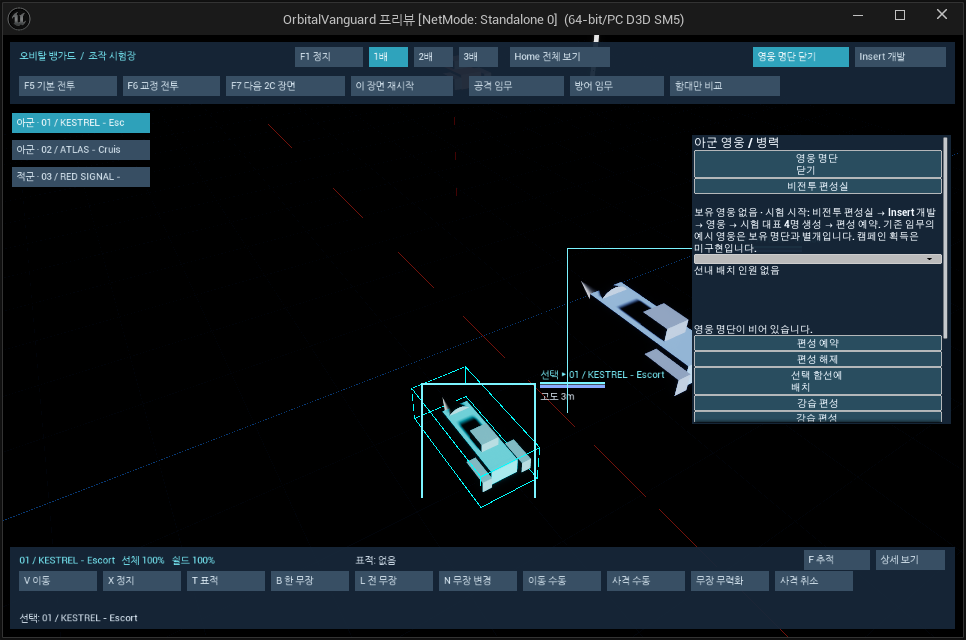 OrbitalVanguard 프리뷰 [NetMode: Standalone 0] (64-bit/PC D3D SM5)
오비탈 뱅가드 / 조작 시험장
F1 정지
1배
2배
3배
Home 전체 보기
영웅 명단 닫기
Insert 개발
F5 기본 전투
F6 교정 전투
F7 다음 2C 장면
이 장면 재시작
공격 임무
방어 임무
함대만 비교
아군 · 01 / KESTREL - Esc
아군 · 02 / ATLAS - Cruis
적군 · 03 / RED SIGNAL -
아군 영웅 / 병력
영웅 명단
닫기
비전투 편성실
보유 영웅 없음 · 시험 시작: 비전투 편성실 → Insert 개발
→ 영웅 → 시험 대표 4명 생성 → 편성 예약. 기존 임무의
예시 영웅은 보유 명단과 별개입니다. 캠페인 획득은
미구현입니다.
선내 배치 인원 없음
영웅 명단이 비어 있습니다.
편성 예약
편성 해제
선택 함선에
배치
강습 편성
강습 편성
선택 ▸ 01 / KESTREL - Escort
고도 3m
01 / KESTREL - Escort 선체 100% 쉴드 100%
표적: 없음
F 추적
상세 보기
V 이동
X 정지
T 표적
B 한 무장
L 전 무장
N 무장 변경
이동 수동
사격 수동
무장 무력화
사격 취소
선택: 01 / KESTREL - Escort